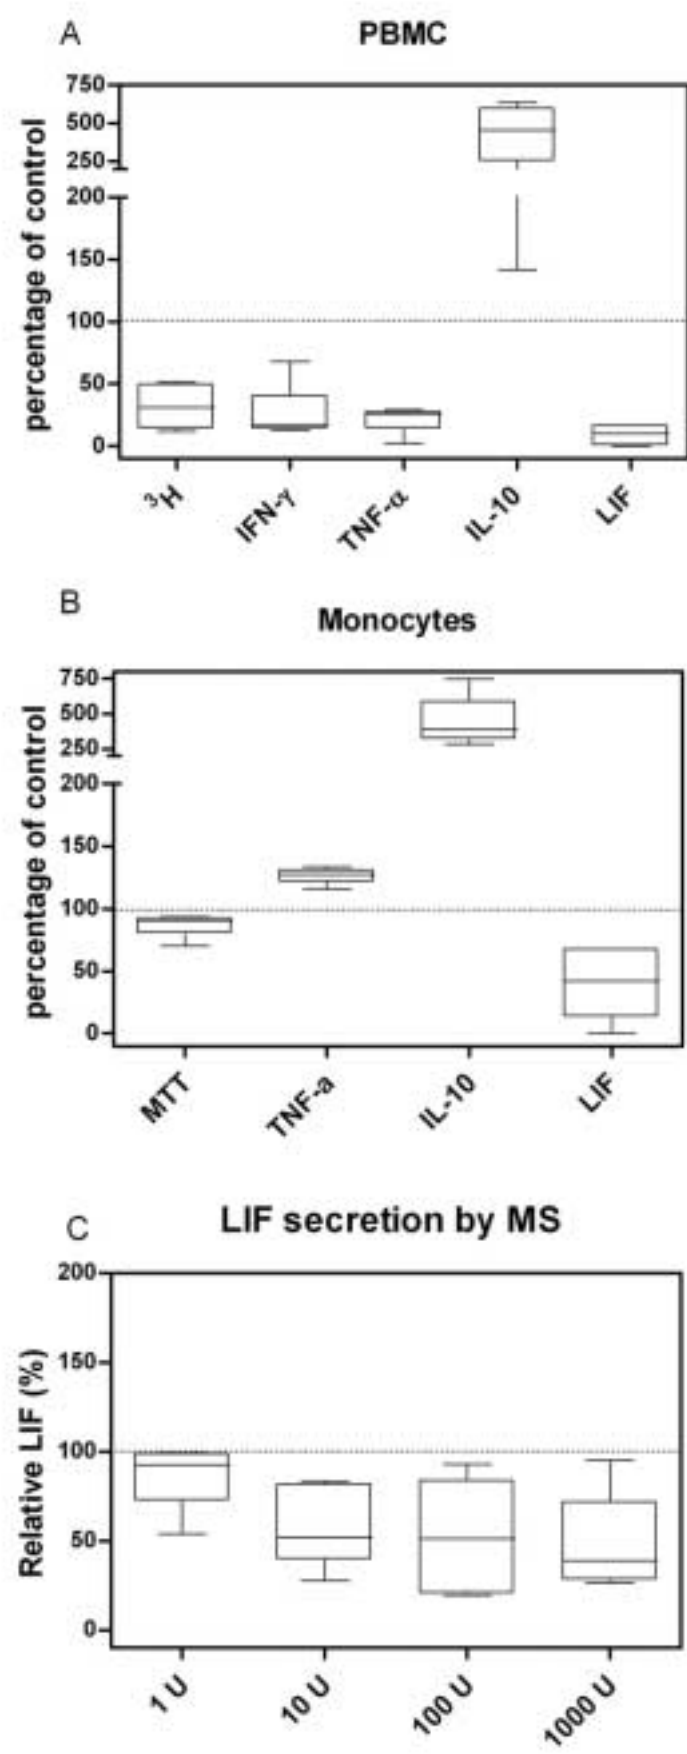 A
PBMC
percentage of control
750
500
250
200
150
100
50
0
³H
IFN-γ
TNF-α
IL-10
LIF
B
Monocytes
percentage of control
750
500
250
200
150
100
50
0
MTT
TNF-a
IL-10
LIF
C
LIF secretion by MS
Relative LIF (%)
200
150
100
50
0
1 U
10 U
100 U
1000 U